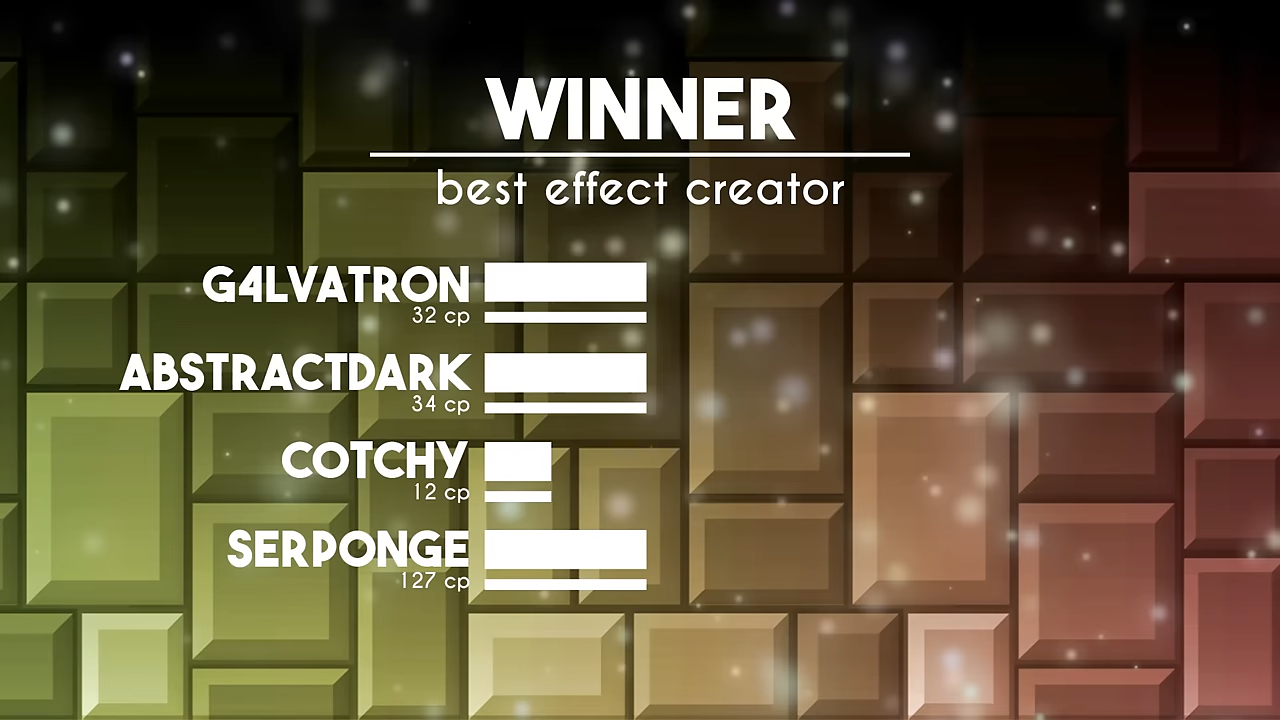 WINNER
best effect creator
G4LVATRON
32 cp
ABSTRACTDARK
34 cp
COTCHY
12 cp
SERPONGE
127 cp